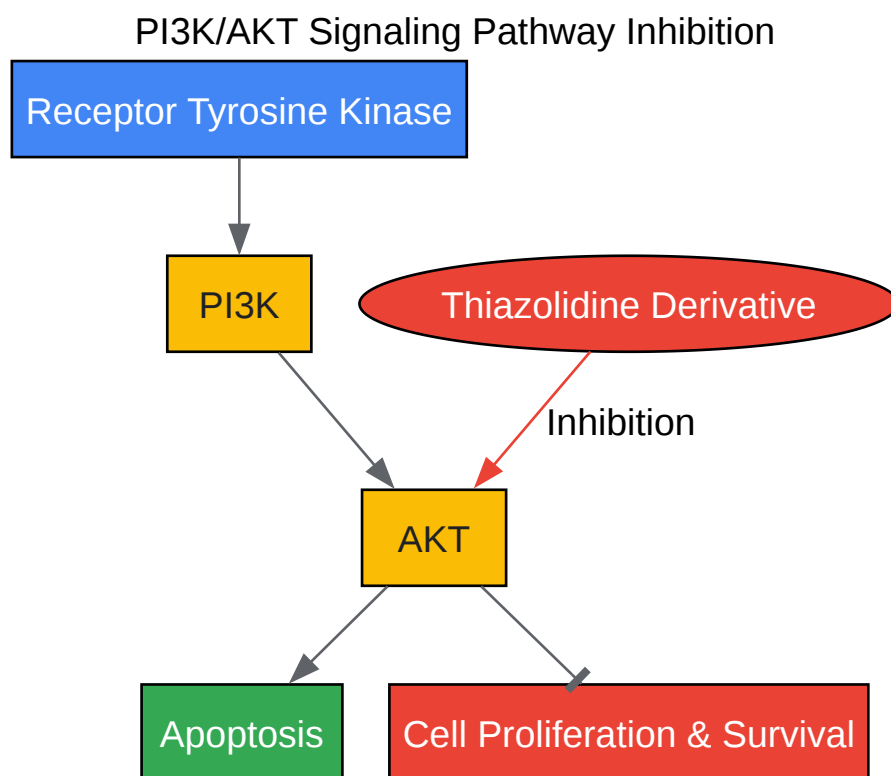 PI3K/AKT Signaling Pathway Inhibition
Receptor Tyrosine Kinase
PI3K
Thiazolidine Derivative
Inhibition
AKT
Apoptosis
Cell Proliferation & Survival